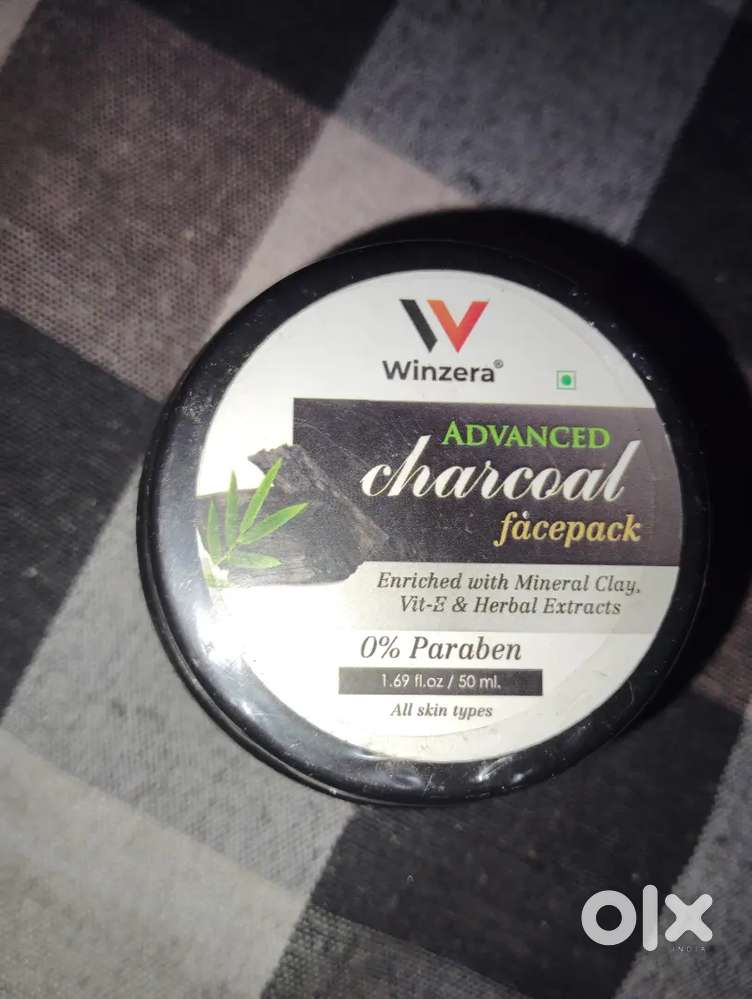 Winzera®
ADVANCED
charcoal
facepack
Enriched with Mineral Clay,
Vit-E & Herbal Extracts
0% Paraben
1.69 fl.oz / 50 ml.
All skin types
olx
INDIA